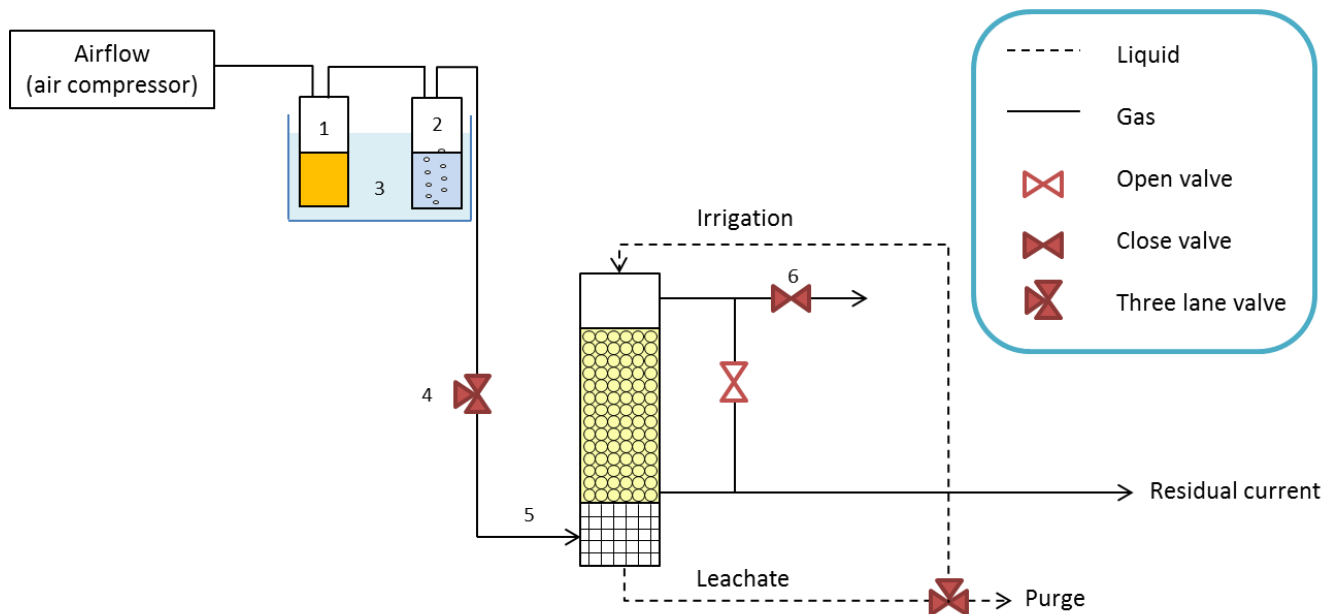 Airflow
(air compressor)
1
2
3
4
5
6
Irrigation
Leachate
Residual current
Purge
Liquid
Gas
Open valve
Close valve
Three lane valve